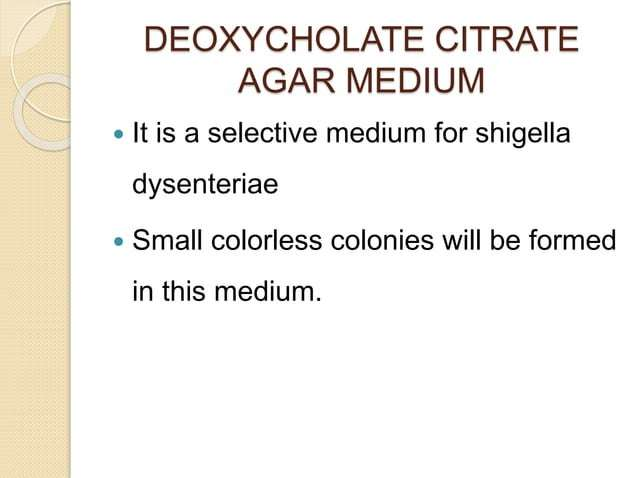 DEOXYCHOLATE CITRATE
AGAR MEDIUM
• It is a selective medium for shigella
dysenteriae
• Small colorless colonies will be formed
in this medium.